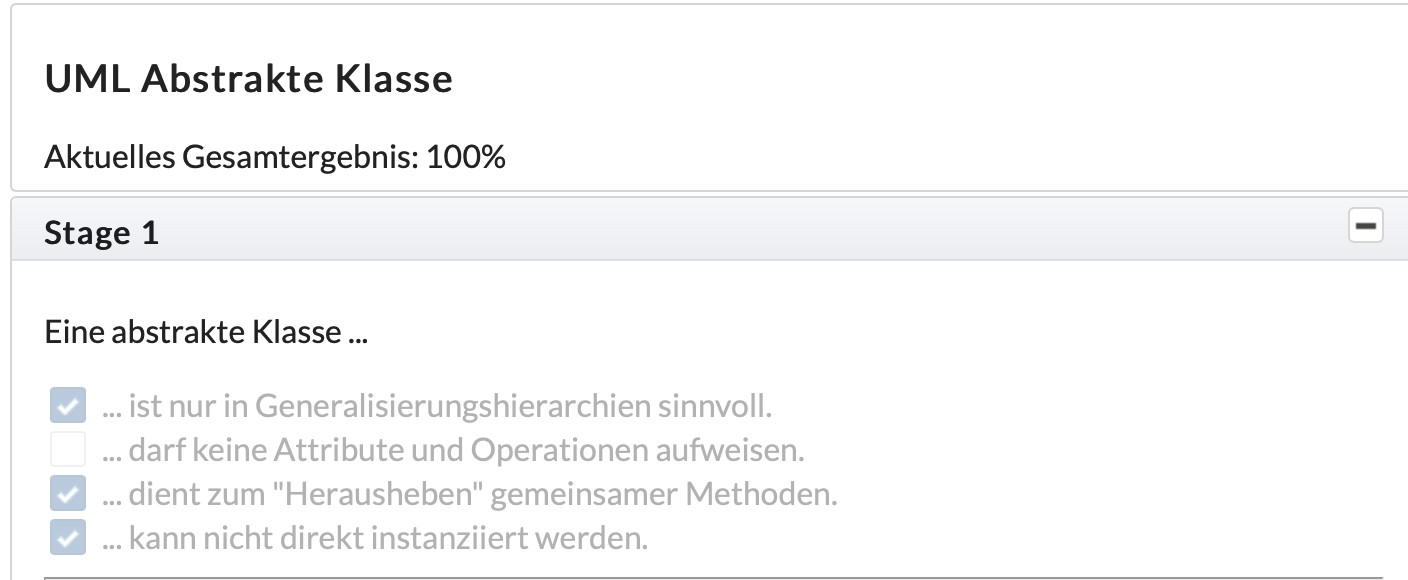 UML Abstrakte Klasse
Aktuelles Gesamtergebnis: 100%
Stage 1
Eine abstrakte Klasse ...
... ist nur in Generalisierungshierarchien sinnvoll.
... darf keine Attribute und Operationen aufweisen.
... dient zum "Herausheben" gemeinsamer Methoden.
... kann nicht direkt instanziiert werden.